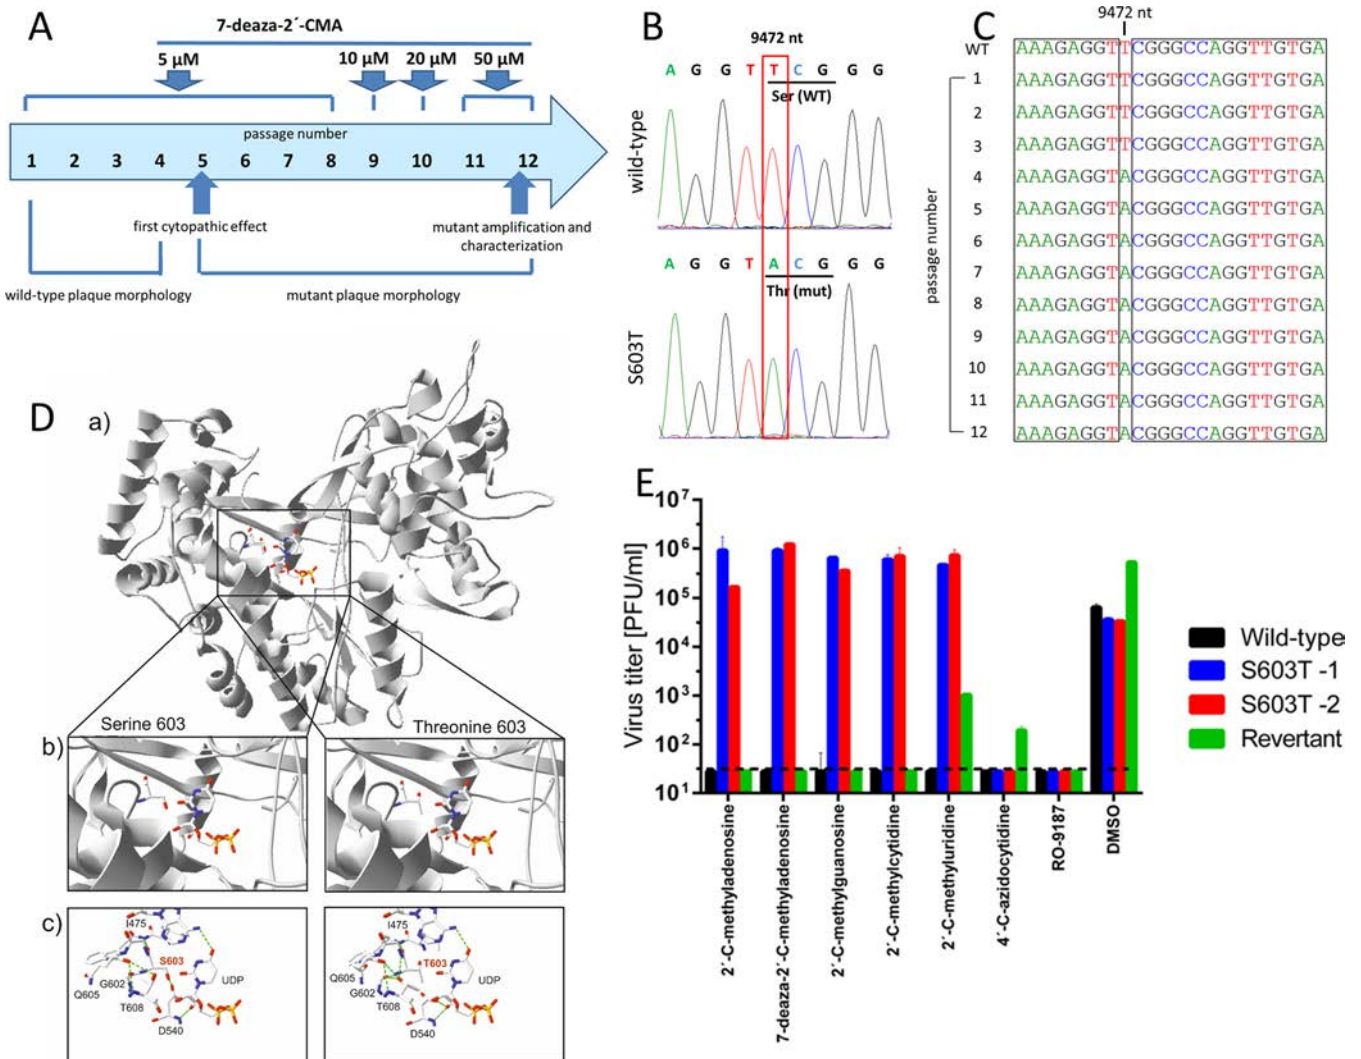 A
7-deaza-2´-CMA
5 µM
10 µM
20 µM
50 µM
passage number
1 2 3 4 5 6 7 8 9 10 11 12
first cytopathic effect
mutant amplification and
characterization
wild-type plaque morphology
mutant plaque morphology
B
9472 nt
A G G T T C G G G
Ser (WT)
wild-type
A G G T A C G G G
Thr (mut)
S603T
C
9472 nt
WT AAAGAGGTTCGGGCCAGGTTGTGA
1 AAAGAGGTTCGGGCCAGGTTGTGA
2 AAAGAGGTTCGGGCCAGGTTGTGA
3 AAAGAGGTTCGGGCCAGGTTGTGA
4 AAAGAGGTACGGGCCAGGTTGTGA
5 AAAGAGGTACGGGCCAGGTTGTGA
6 AAAGAGGTACGGGCCAGGTTGTGA
7 AAAGAGGTACGGGCCAGGTTGTGA
8 AAAGAGGTACGGGCCAGGTTGTGA
9 AAAGAGGTACGGGCCAGGTTGTGA
10 AAAGAGGTACGGGCCAGGTTGTGA
11 AAAGAGGTACGGGCCAGGTTGTGA
12 AAAGAGGTACGGGCCAGGTTGTGA
passage number
D
a)
Serine 603
Threonine 603
b)
c)
I475
S603
Q605
G602
T608
UDP
D540
I475
T603
Q605
G602
T608
UDP
D540
E
Virus titer [PFU/ml]
10⁷
10⁶
10⁵
10⁴
10³
10²
10¹
2´-C-methyladenosine
7-deaza-2´-C-methyladenosine
2´-C-methylguanosine
2´-C-methylcytidine
2´-C-methyluridine
4´-C-azidocytidine
RO-9187
DMSO
Wild-type
S603T -1
S603T -2
Revertant